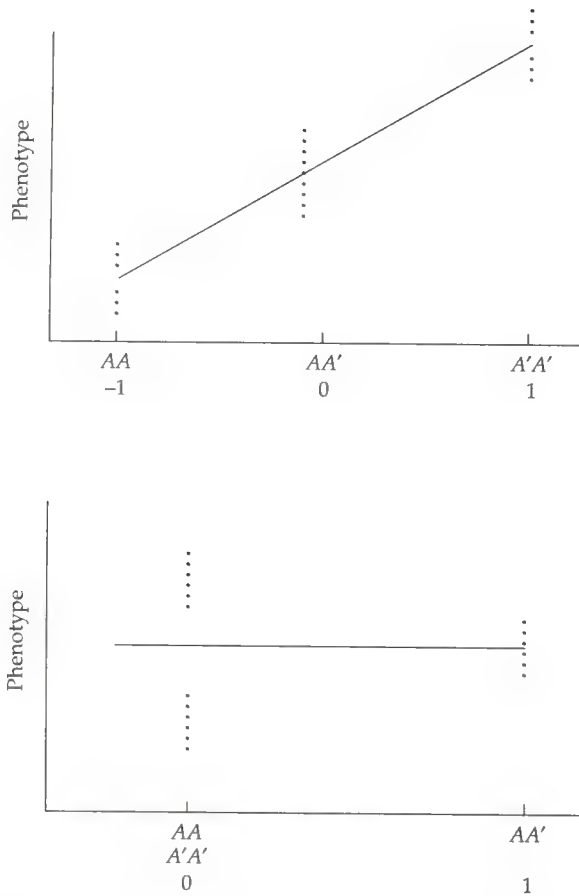 Phenotype
AA AA' A'A'
–1 0 1
Phenotype
AA AA'
A'A'
0 1